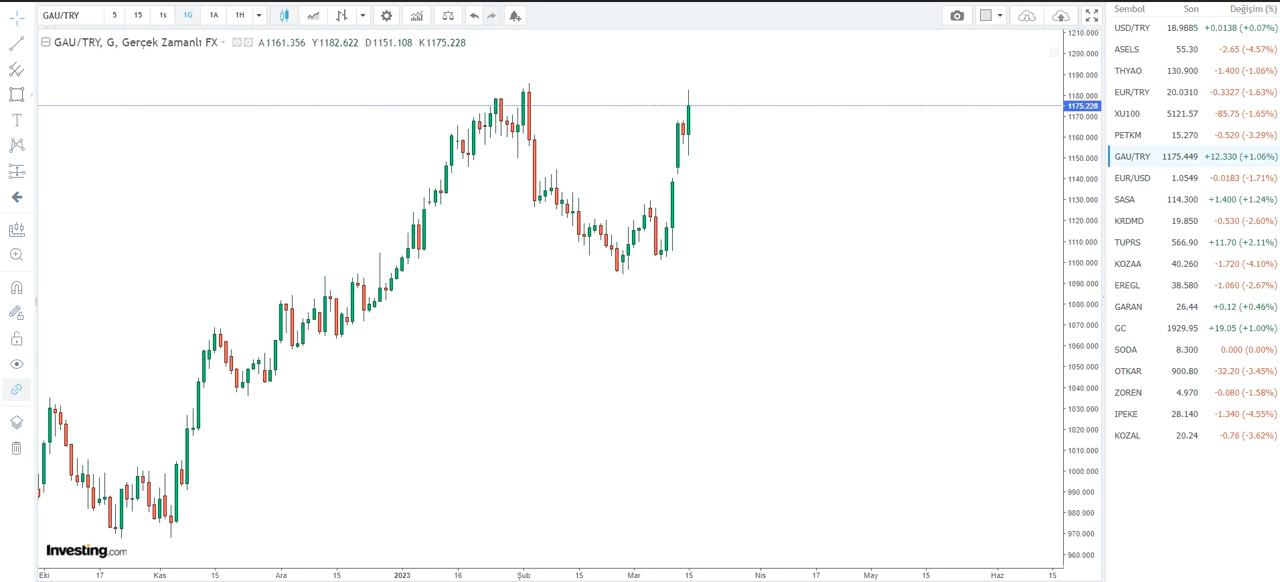 GAU/TRY 5 15 1s 1G 1A 1H
GAU/TRY, G, Gerçek Zamanlı FX A1161.356 Y1182.622 D1151.108 K1175.228
1210.000
1200.000
1190.000
1180.000
1175.228
1170.000
1160.000
1150.000
1140.000
1130.000
1120.000
1110.000
1100.000
1090.000
1080.000
1070.000
1060.000
1050.000
1040.000
1030.000
1020.000
1010.000
1000.000
990.000
980.000
970.000
960.000
Investing.com
Eki 17 Kas 15 Ara 15 2023 16 Şub 15 Mar 15 Nis 17 May 15 Haz 15
Sembol Son Değişim (%)
USD/TRY 18.9885 +0.0138 (+0.07%)
ASELS 55.30 -2.65 (-4.57%)
THYAO 130.900 -1.400 (-1.06%)
EUR/TRY 20.0310 -0.3327 (-1.63%)
XU100 5121.57 -85.75 (-1.65%)
PETKM 15.270 -0.520 (-3.29%)
GAU/TRY 1175.449 +12.330 (+1.06%)
EUR/USD 1.0549 -0.0183 (-1.71%)
SASA 114.300 +1.400 (+1.24%)
KRDMD 19.850 -0.530 (-2.60%)
TUPRS 566.90 +11.70 (+2.11%)
KOZAA 40.260 -1.720 (-4.10%)
EREGL 38.580 -1.060 (-2.67%)
GARAN 26.44 +0.12 (+0.46%)
GC 1929.95 +19.05 (+1.00%)
SODA 8.300 0.000 (0.00%)
OTKAR 900.80 -32.20 (-3.45%)
ZOREN 4.970 -0.080 (-1.58%)
IPEKE 28.140 -1.340 (-4.55%)
KOZAL 20.24 -0.76 (-3.62%)